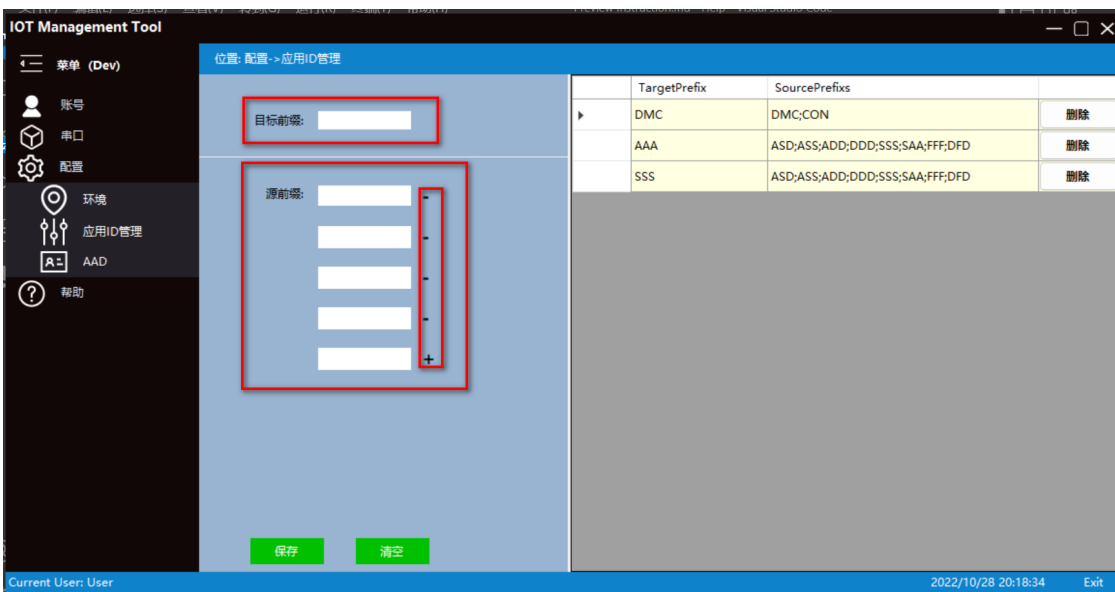 IOT Management Tool
菜单 (Dev)
位置: 配置->应用ID管理
账号
串口
配置
环境
应用ID管理
AAD
帮助
目标前缀:
源前缀:
-
-
-
-
+
保存
清空
TargetPrefix SourcePrefixs
DMC DMC;CON 删除
AAA ASD;ASS;ADD;DDD;SSS;SAA;FFF;DFD 删除
SSS ASD;ASS;ADD;DDD;SSS;SAA;FFF;DFD 删除
Current User: User 2022/10/28 20:18:34 Exit